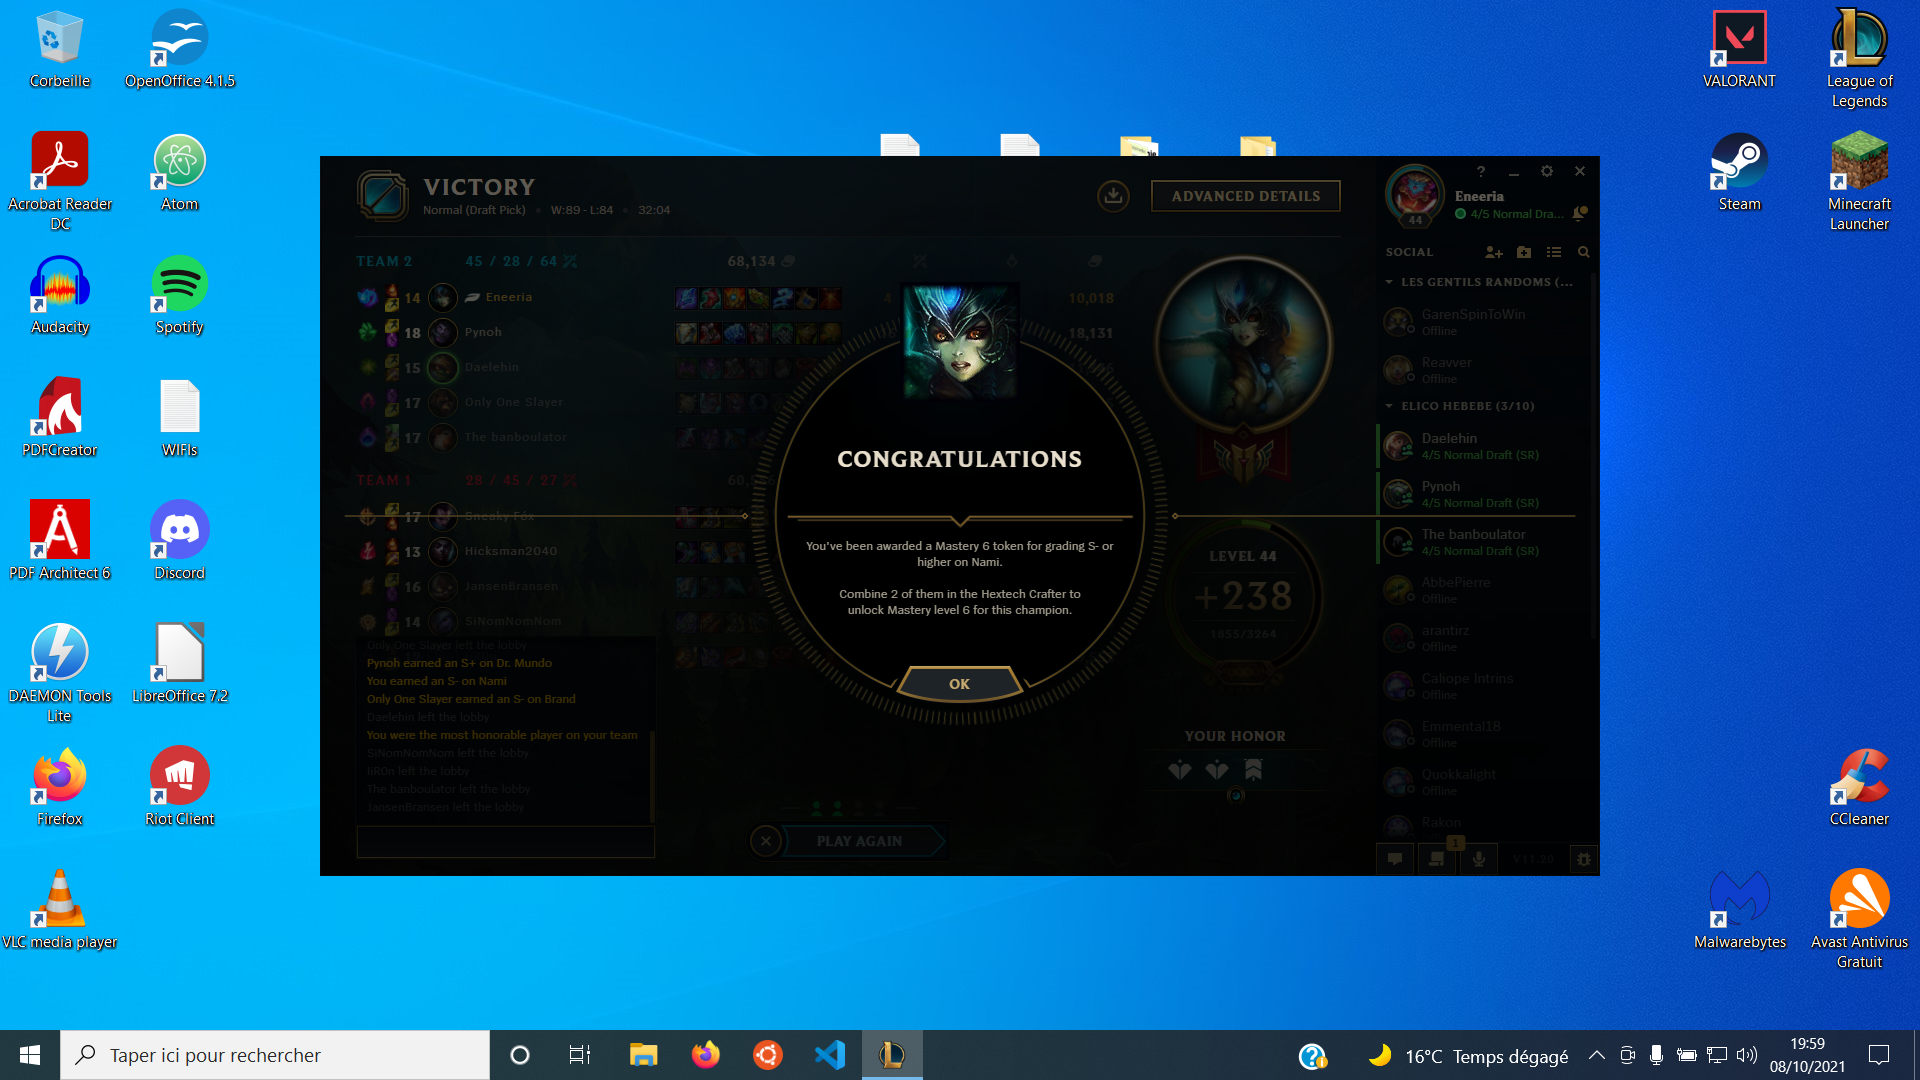 Corbeille
OpenOffice 4.1.5
Acrobat Reader
DC
Atom
Audacity
Spotify
PDFCreator
WIFIs
PDF Architect 6
Discord
DAEMON Tools
Lite
LibreOffice 7.2
Firefox
Riot Client
VLC media player
VALORANT
League of
Legends
Steam
Minecraft
Launcher
CCleaner
Malwarebytes
Avast Antivirus
Gratuit
VICTORY
Normal (Draft Pick) • W:89 - L:84 • 32:04
ADVANCED DETAILS
TEAM 2 45 / 28 / 64 68,134
14 Eneeria 4 10,018
18 Pynoh 18,131
15 Daelehin
17 Only One Slayer
17 The banboulator
TEAM 1 28 / 45 / 27
17 Sneaky Fóx
13 Hicksman2040
16 JansenBransen
14 SiNomNomNom
Only One Slayer left the lobby
Pynoh earned an S+ on Dr. Mundo
You earned an S- on Nami
Only One Slayer earned an S- on Brand
Daelehin left the lobby
You were the most honorable player on your team
SiNomNomNom left the lobby
liR0n left the lobby
The banboulator left the lobby
JansenBransen left the lobby
CONGRATULATIONS
You've been awarded a Mastery 6 token for grading S- or
higher on Nami.
Combine 2 of them in the Hextech Crafter to
unlock Mastery level 6 for this champion.
OK
PLAY AGAIN
LEVEL 44
+238
1855/3264
YOUR HONOR
?
44
Eneeria
4/5 Normal Dra...
SOCIAL
LES GENTILS RANDOMS (...
GarenSpinToWin
Offline
Reavver
Offline
ELICO HEBEBE (3/10)
Daelehin
4/5 Normal Draft (SR)
Pynoh
4/5 Normal Draft (SR)
The banboulator
4/5 Normal Draft (SR)
AbbePierre
Offline
arantirz
Offline
Caliope Intrins
Offline
Emmental18
Offline
Quokkalight
Offline
Rakon
1
V11.20
Taper ici pour rechercher
16°C Temps dégagé
19:59
08/10/2021